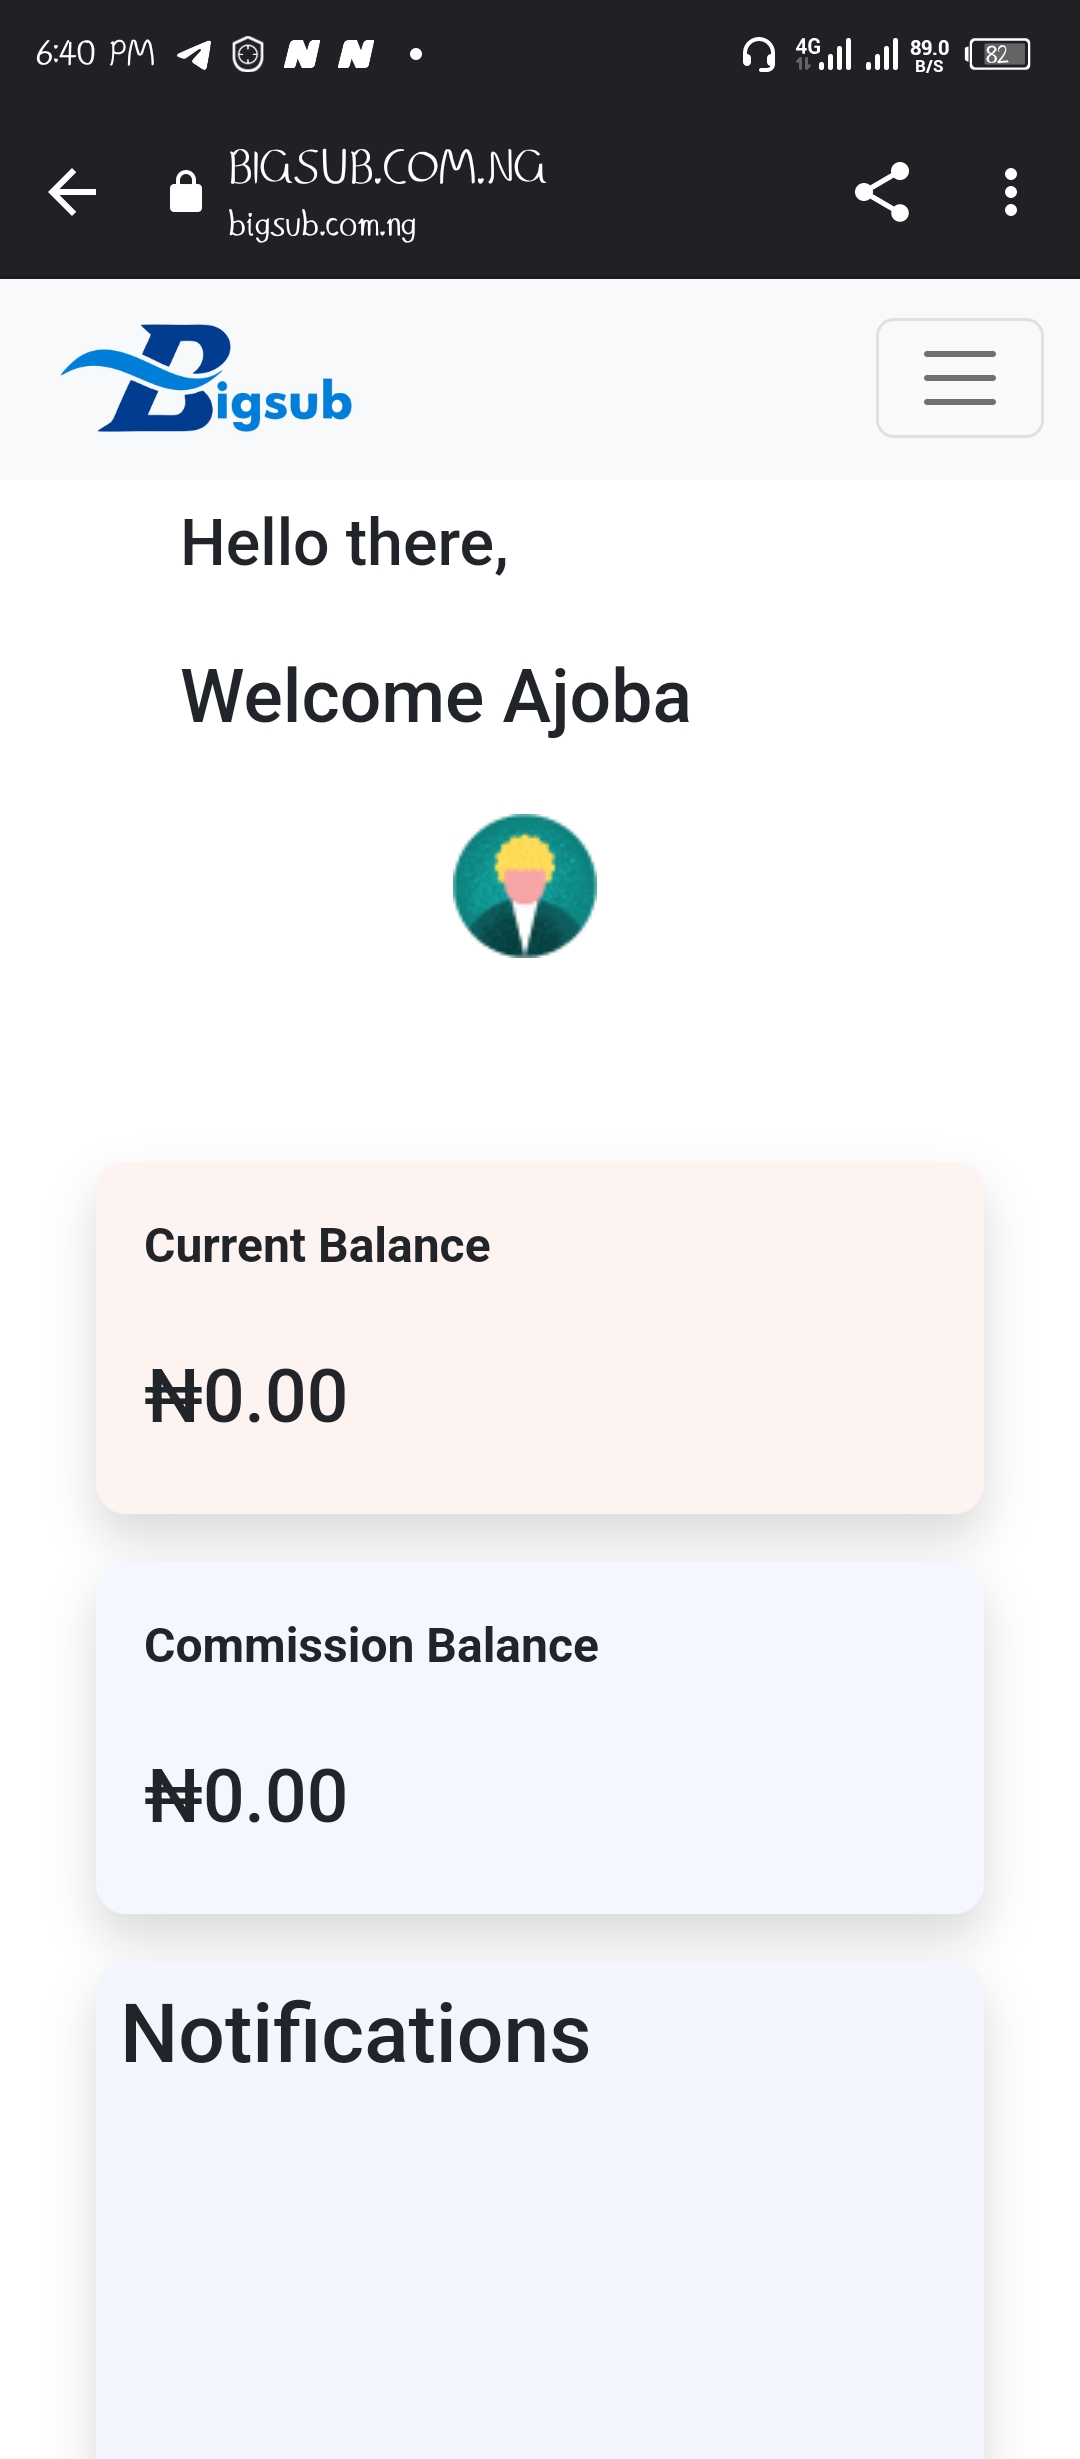 6:40 PM
4G
89.0
B/S
82
BIGSUB.COM.NG
bigsub.com.ng
Bigsub
Hello there,
Welcome Ajoba
Current Balance
₦0.00
Commission Balance
₦0.00
Notifications